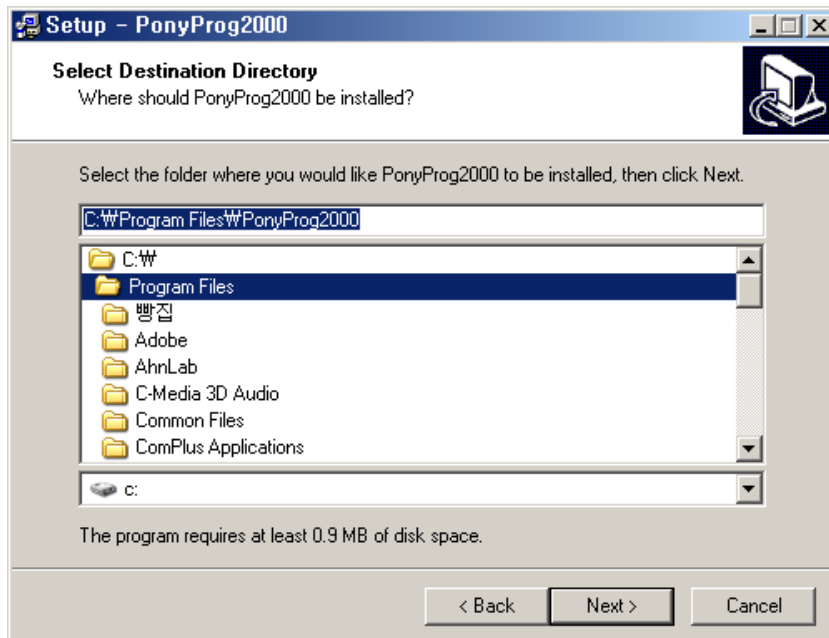 Setup - PonyProg2000
Select Destination Directory
Where should PonyProg2000 be installed?
Select the folder where you would like PonyProg2000 to be installed, then click Next.
C:₩Program Files₩PonyProg2000
C:₩
Program Files
빵집
Adobe
AhnLab
C-Media 3D Audio
Common Files
ComPlus Applications
c:
The program requires at least 0.9 MB of disk space.
< Back
Next >
Cancel